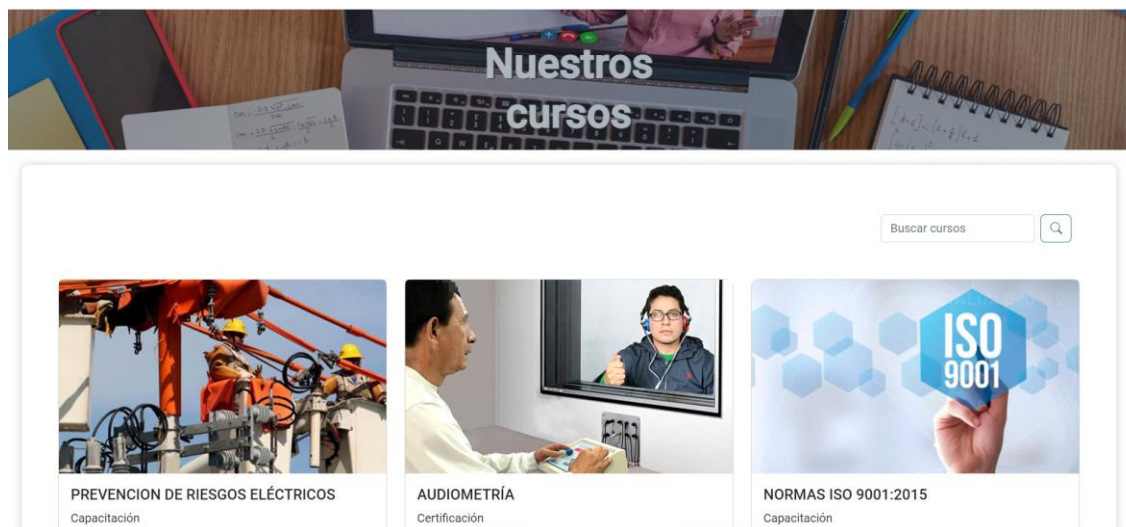 Nuestros
cursos
Buscar cursos
ISO
9001
PREVENCION DE RIESGOS ELÉCTRICOS
AUDIOMETRÍA
NORMAS ISO 9001:2015
Capacitación
Certificación
Capacitación